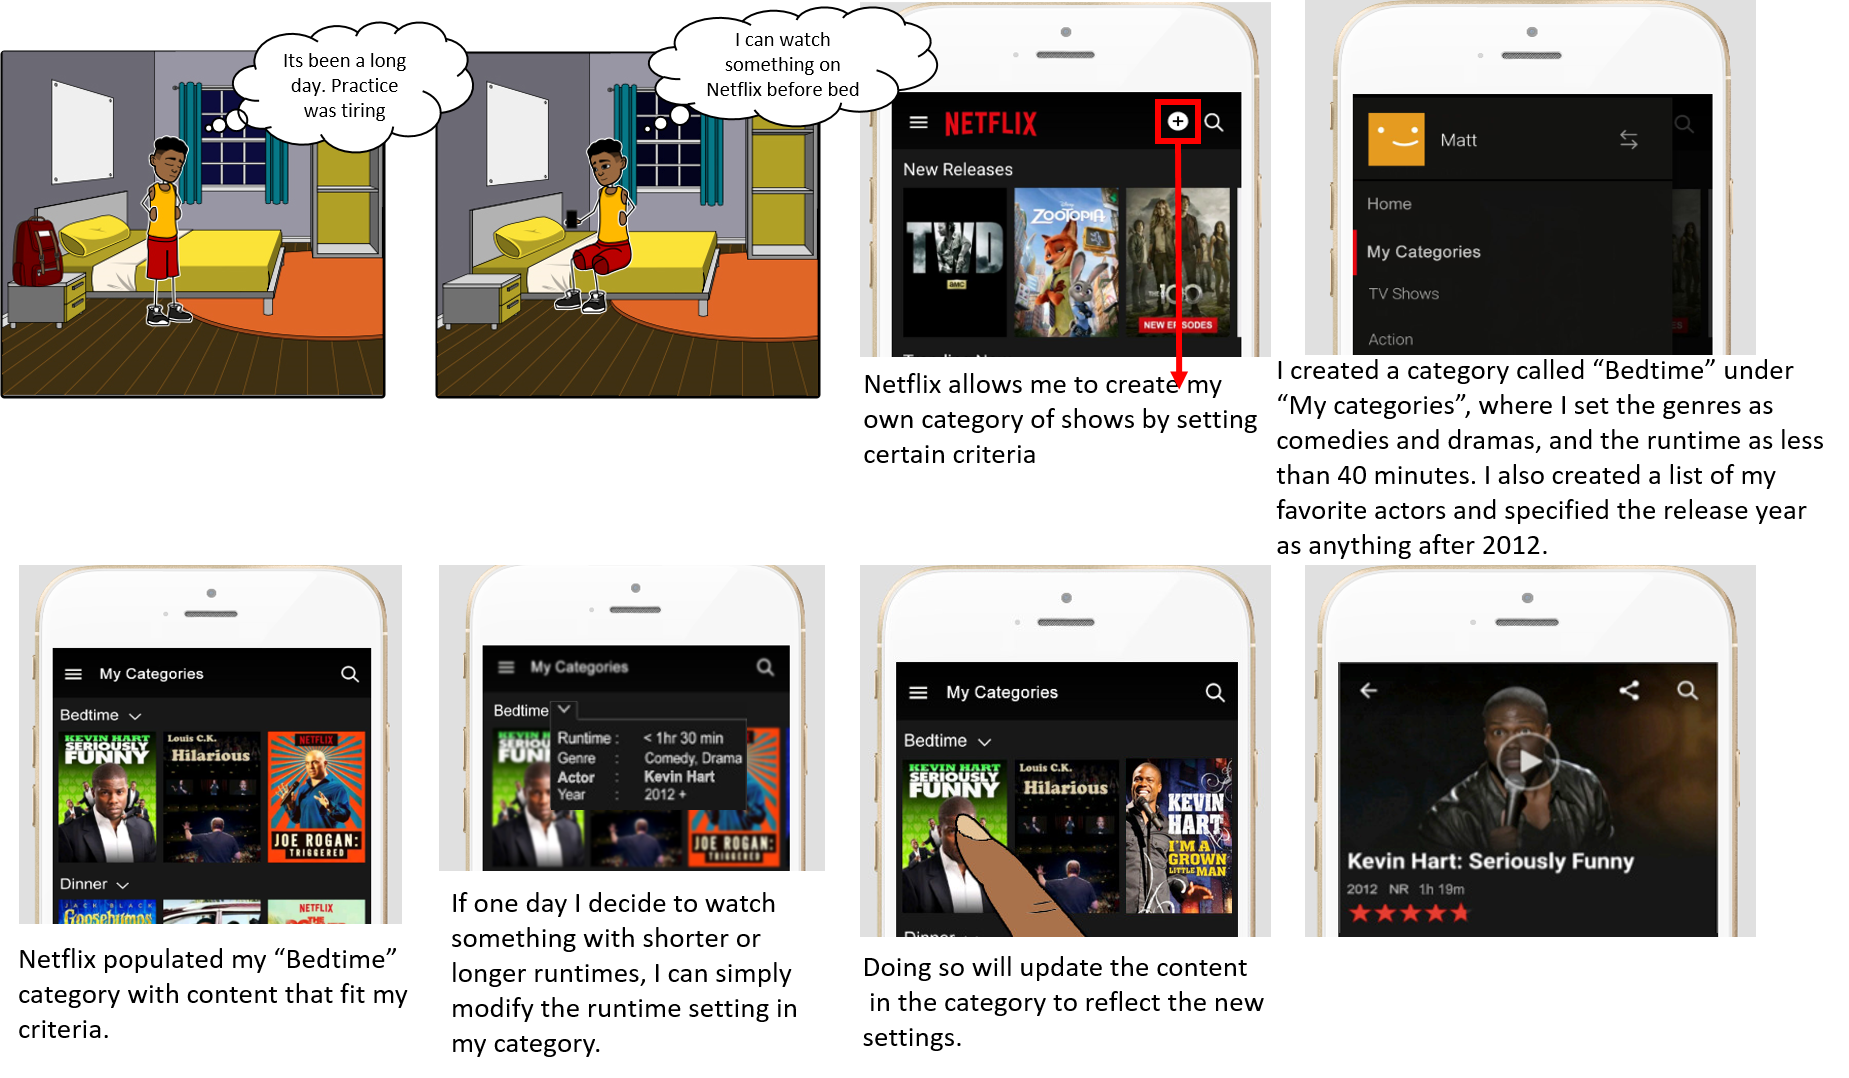 Its been a long
day. Practice
was tiring
I can watch
something on
Netflix before bed
NETFLIX
New Releases
TWD
amc
Disney
ZOOTOPIA
THE 100
NEW EPISODES
Netflix allows me to create my
own category of shows by setting
certain criteria
Matt
Home
My Categories
TV Shows
Action
I created a category called “Bedtime” under
“My categories”, where I set the genres as
comedies and dramas, and the runtime as less
than 40 minutes. I also created a list of my
favorite actors and specified the release year
as anything after 2012.
My Categories
Bedtime
KEVIN HART
SERIOUSLY
FUNNY
Louis C.K.
Hilarious
NETFLIX
JOE ROGAN:
TRIGGERED
Dinner
JACK BLACK
Goosebumps
NETFLIX
THE
Netflix populated my “Bedtime”
category with content that fit my
criteria.
My Categories
Bedtime
Runtime : < 1hr 30 min
Genre : Comedy, Drama
Actor : Kevin Hart
Year : 2012 +
JOE ROGAN:
TRIGGERED
If one day I decide to watch
something with shorter or
longer runtimes, I can simply
modify the runtime setting in
my category.
My Categories
Bedtime
KEVIN HART
SERIOUSLY
FUNNY
Louis C.K.
Hilarious
KEVIN
HART
I'M A
GROWN
LITTLE MAN
Dinner
Doing so will update the content
in the category to reflect the new
settings.
Kevin Hart: Seriously Funny
2012 NR 1h 19m